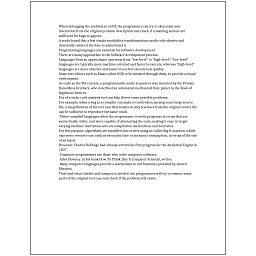 When debugging the problem in a GUI, the programmer can try to skip some user
interaction from the original problem description and check if remaining actions are
sufficient for bugs to appear.
A study found that a few simple readability transformations made code shorter and
drastically reduced the time to understand it.
Programming languages are essential for software development.
There are many approaches to the Software development process.
Languages form an approximate spectrum from "low-level" to "high-level"; "low-level"
languages are typically more machine-oriented and faster to execute, whereas "high-level"
languages are more abstract and easier to use but execute less quickly.
Some text editors such as Emacs allow GDB to be invoked through them, to provide a visual
environment.
As early as the 9th century, a programmable music sequencer was invented by the Persian
Banu Musa brothers, who described an automated mechanical flute player in the Book of
Ingenious Devices.
Use of a static code analysis tool can help detect some possible problems.
For example, when a bug in a compiler can make it crash when parsing some large source
file, a simplification of the test case that results in only few lines from the original source file
can be sufficient to reproduce the same crash.
These compiled languages allow the programmer to write programs in terms that are
syntactically richer, and more capable of abstracting the code, making it easy to target
varying machine instruction sets via compilation declarations and heuristics.
For this purpose, algorithms are classified into orders using so-called Big O notation, which
expresses resource use, such as execution time or memory consumption, in terms of the size
of an input.
However, Charles Babbage had already written his first program for the Analytical Engine in
1837.
Computer programmers are those who write computer software.
Allen Downey, in his book How To Think Like A Computer Scientist, writes:
Many computer languages provide a mechanism to call functions provided by shared
libraries.
Trial-and-error/divide-and-conquer is needed: the programmer will try to remove some
parts of the original test case and check if the problem still exists.